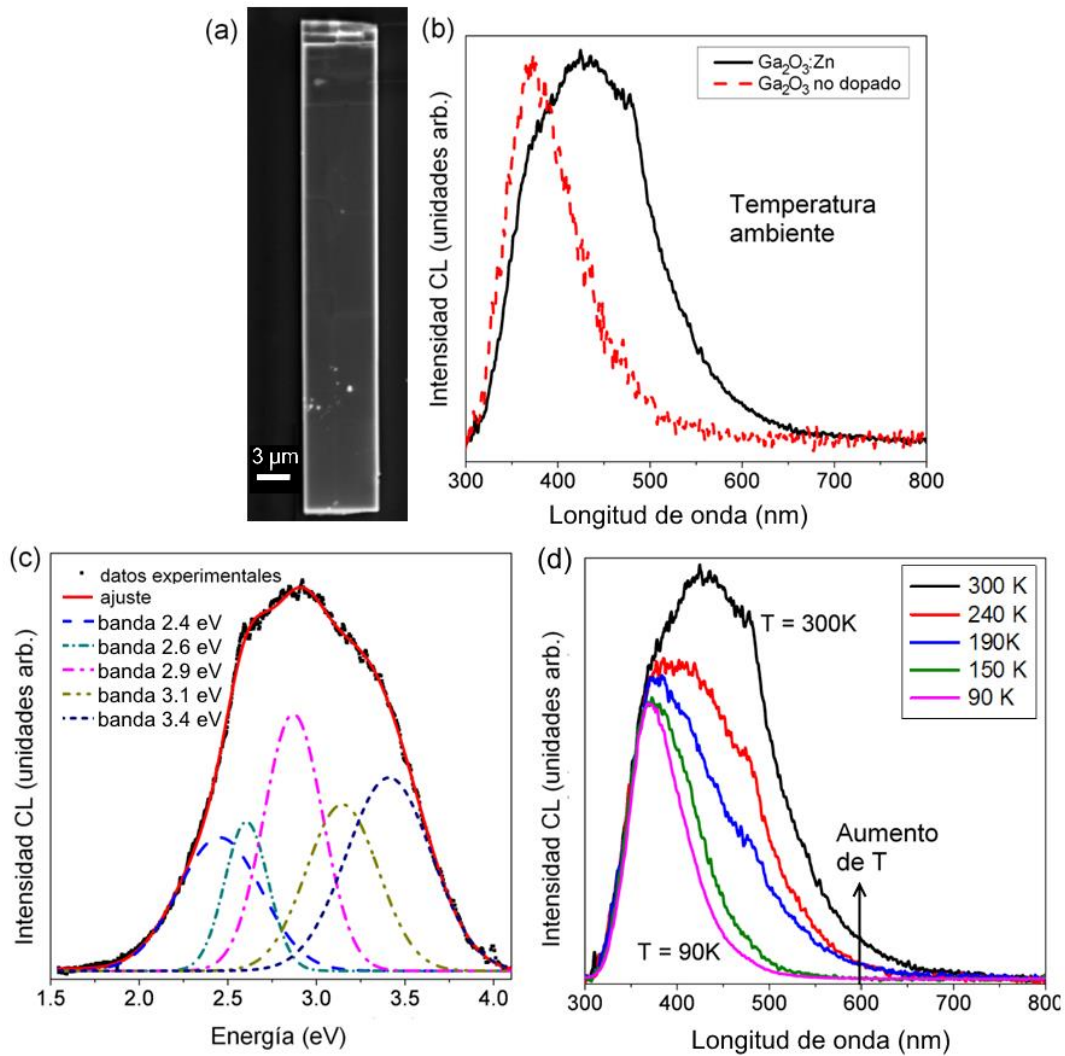 (a)
3 µm
(b)
Ga₂O₃:Zn
Ga₂O₃ no dopado
Temperatura
ambiente
Intensidad CL (unidades arb.)
300 400 500 600 700 800
Longitud de onda (nm)
(c)
datos experimentales
ajuste
banda 2.4 eV
banda 2.6 eV
banda 2.9 eV
banda 3.1 eV
banda 3.4 eV
Intensidad CL (unidades arb.)
1.5 2.0 2.5 3.0 3.5 4.0
Energía (eV)
(d)
300 K
240 K
190K
150 K
90 K
T = 300K
Aumento
de T
T = 90K
Intensidad CL (unidades arb.)
300 400 500 600 700 800
Longitud de onda (nm)